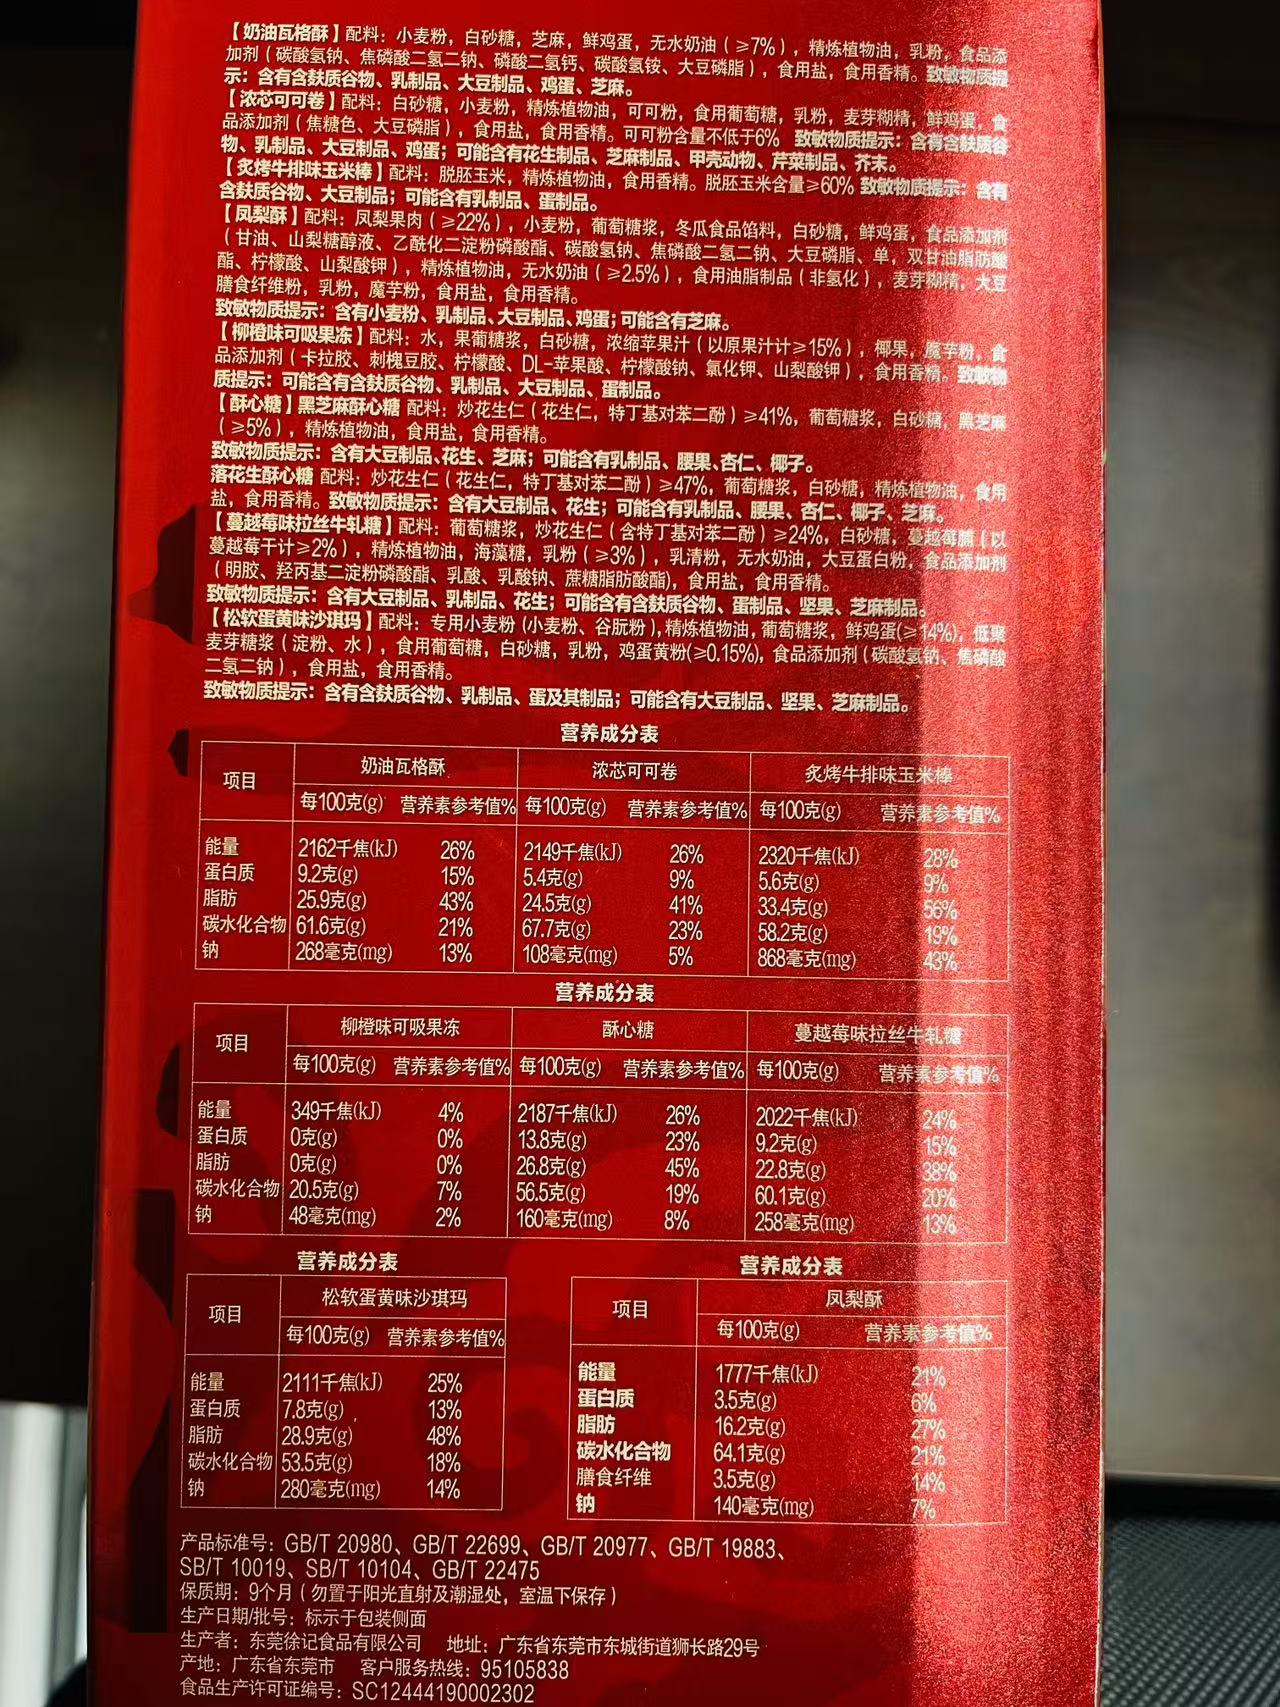 【奶油瓦格酥】配料：小麦粉，白砂糖，芝麻，鲜鸡蛋，无水奶油（≥7%），精炼植物油，乳粉，食品添
加剂（碳酸氢钠、焦磷酸二氢二钠、磷酸二氢钙、碳酸氢铵、大豆磷脂），食用盐，食用香精。致敏物质提
示：含有含麸质谷物、乳制品、大豆制品、鸡蛋、芝麻。
【浓芯可可卷】配料：白砂糖，小麦粉，精炼植物油，可可粉，食用葡萄糖，乳粉，麦芽糊精，鲜鸡蛋，食
品添加剂（焦糖色、大豆磷脂），食用盐，食用香精。可可粉含量不低于6% 致敏物质提示：含有含麸质谷
物、乳制品、大豆制品、鸡蛋；可能含有花生制品、芝麻制品、甲壳动物、芹菜制品、芥末。
【炙烤牛排味玉米棒】配料：脱胚玉米，精炼植物油，食用香精。脱胚玉米含量≥60% 致敏物质提示：含有
含麸质谷物、大豆制品；可能含有乳制品、蛋制品。
【凤梨酥】配料：凤梨果肉（≥22%），小麦粉，葡萄糖浆，冬瓜食品馅料，白砂糖，鲜鸡蛋，食品添加剂
（甘油、山梨糖醇液、乙酰化二淀粉磷酸酯、碳酸氢钠、焦磷酸二氢二钠、大豆磷脂、单，双甘油脂肪酸
酯、柠檬酸、山梨酸钾），精炼植物油，无水奶油（≥2.5%），食用油脂制品（非氢化），麦芽糊精，大豆
膳食纤维粉，乳粉，魔芋粉，食用盐，食用香精。
致敏物质提示：含有小麦粉、乳制品、大豆制品、鸡蛋；可能含有芝麻。
【柳橙味可吸果冻】配料：水，果葡糖浆，白砂糖，浓缩苹果汁（以原果汁计≥15%），椰果，魔芋粉，食
品添加剂（卡拉胶、刺槐豆胶、柠檬酸、DL-苹果酸、柠檬酸钠、氯化钾、山梨酸钾），食用香精。致敏物
质提示：可能含有含麸质谷物、乳制品、大豆制品、蛋制品。
【酥心糖】黑芝麻酥心糖 配料：炒花生仁（花生仁，特丁基对苯二酚）≥41%，葡萄糖浆，白砂糖，黑芝麻
（≥5%），精炼植物油，食用盐，食用香精。
致敏物质提示：含有大豆制品、花生、芝麻；可能含有乳制品、腰果、杏仁、椰子。
落花生酥心糖 配料：炒花生仁（花生仁，特丁基对苯二酚）≥47%，葡萄糖浆，白砂糖，精炼植物油，食用
盐，食用香精。致敏物质提示：含有大豆制品、花生；可能含有乳制品、腰果、杏仁、椰子、芝麻。
【蔓越莓味拉丝牛轧糖】配料：葡萄糖浆，炒花生仁（含特丁基对苯二酚）≥24%，白砂糖，蔓越莓脯（以
蔓越莓干计≥2%），精炼植物油，海藻糖，乳粉（≥3%），乳清粉，无水奶油，大豆蛋白粉，食品添加剂
（明胶、羟丙基二淀粉磷酸酯、乳酸、乳酸钠、蔗糖脂肪酸酯），食用盐，食用香精。
致敏物质提示：含有大豆制品、乳制品、花生；可能含有含麸质谷物、蛋制品、坚果、芝麻制品。
【松软蛋黄味沙琪玛】配料：专用小麦粉（小麦粉、谷朊粉），精炼植物油，葡萄糖浆，鲜鸡蛋(≥14%)，低聚
麦芽糖浆（淀粉、水），食用葡萄糖，白砂糖，乳粉，鸡蛋黄粉(≥0.15%)，食品添加剂（碳酸氢钠、焦磷酸
二氢二钠），食用盐，食用香精。
致敏物质提示：含有含麸质谷物、乳制品、蛋及其制品；可能含有大豆制品、坚果、芝麻制品。
营养成分表
项目 奶油瓦格酥 浓芯可可卷 炙烤牛排味玉米棒
每100克(g) 营养素参考值% 每100克(g) 营养素参考值% 每100克(g) 营养素参考值%
能量 2162千焦(kJ) 26% 2149千焦(kJ) 26% 2320千焦(kJ) 28%
蛋白质 9.2克(g) 15% 5.4克(g) 9% 5.6克(g) 9%
脂肪 25.9克(g) 43% 24.5克(g) 41% 33.4克(g) 56%
碳水化合物 61.6克(g) 21% 67.7克(g) 23% 58.2克(g) 19%
钠 268毫克(mg) 13% 108毫克(mg) 5% 868毫克(mg) 43%
营养成分表
项目 柳橙味可吸果冻 酥心糖 蔓越莓味拉丝牛轧糖
每100克(g) 营养素参考值% 每100克(g) 营养素参考值% 每100克(g) 营养素参考值%
能量 349千焦(kJ) 4% 2187千焦(kJ) 26% 2022千焦(kJ) 24%
蛋白质 0克(g) 0% 13.8克(g) 23% 9.2克(g) 15%
脂肪 0克(g) 0% 26.8克(g) 45% 22.8克(g) 38%
碳水化合物 20.5克(g) 7% 56.5克(g) 19% 60.1克(g) 20%
钠 48毫克(mg) 2% 160毫克(mg) 8% 258毫克(mg) 13%
营养成分表
项目 松软蛋黄味沙琪玛
每100克(g) 营养素参考值%
能量 2111千焦(kJ) 25%
蛋白质 7.8克(g) 13%
脂肪 28.9克(g) 48%
碳水化合物 53.5克(g) 18%
钠 280毫克(mg) 14%
营养成分表
项目 凤梨酥
每100克(g) 营养素参考值%
能量 1777千焦(kJ) 21%
蛋白质 3.5克(g) 6%
脂肪 16.2克(g) 27%
碳水化合物 64.1克(g) 21%
膳食纤维 3.5克(g) 14%
钠 140毫克(mg) 7%
产品标准号：GB/T 20980、GB/T 22699、GB/T 20977、GB/T 19883、
SB/T 10019、SB/T 10104、GB/T 22475
保质期：9个月（勿置于阳光直射及潮湿处，室温下保存）
生产日期/批号：标示于包装侧面
生产者：东莞徐记食品有限公司 地址：广东省东莞市东城街道狮长路29号
产地：广东省东莞市 客户服务热线：95105838
食品生产许可证编号：SC12444190002302